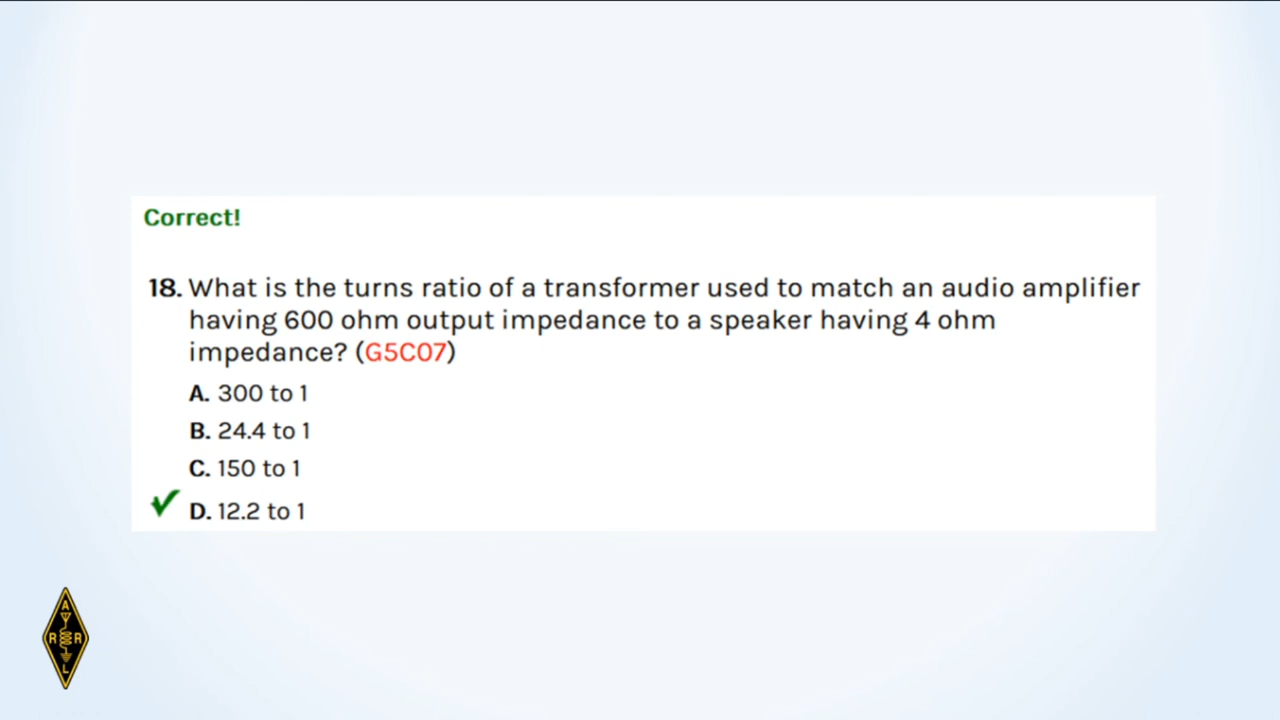 Correct!
18. What is the turns ratio of a transformer used to match an audio amplifier
having 600 ohm output impedance to a speaker having 4 ohm
impedance? (G5C07)
A. 300 to 1
B. 24.4 to 1
C. 150 to 1
D. 12.2 to 1
A
R R
L